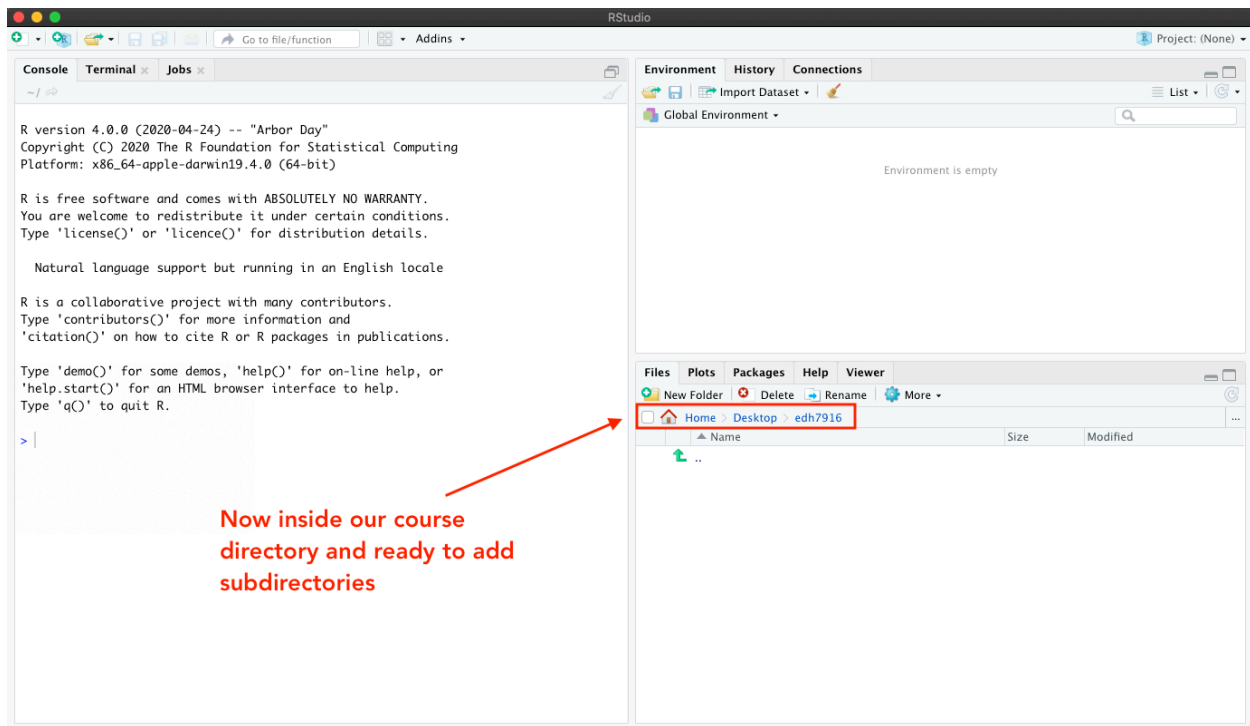 RStudio
Go to file/function
Addins
Project: (None)
Console Terminal Jobs
~/
R version 4.0.0 (2020-04-24) -- "Arbor Day"
Copyright (C) 2020 The R Foundation for Statistical Computing
Platform: x86_64-apple-darwin19.4.0 (64-bit)
R is free software and comes with ABSOLUTELY NO WARRANTY.
You are welcome to redistribute it under certain conditions.
Type 'license()' or 'licence()' for distribution details.
Natural language support but running in an English locale
R is a collaborative project with many contributors.
Type 'contributors()' for more information and
'citation()' on how to cite R or R packages in publications.
Type 'demo()' for some demos, 'help()' for on-line help, or
'help.start()' for an HTML browser interface to help.
Type 'q()' to quit R.
>
Now inside our course
directory and ready to add
subdirectories
Environment History Connections
Import Dataset
List
Global Environment
Environment is empty
Files Plots Packages Help Viewer
New Folder Delete Rename More
Home > Desktop > edh7916
...
Name Size Modified
..